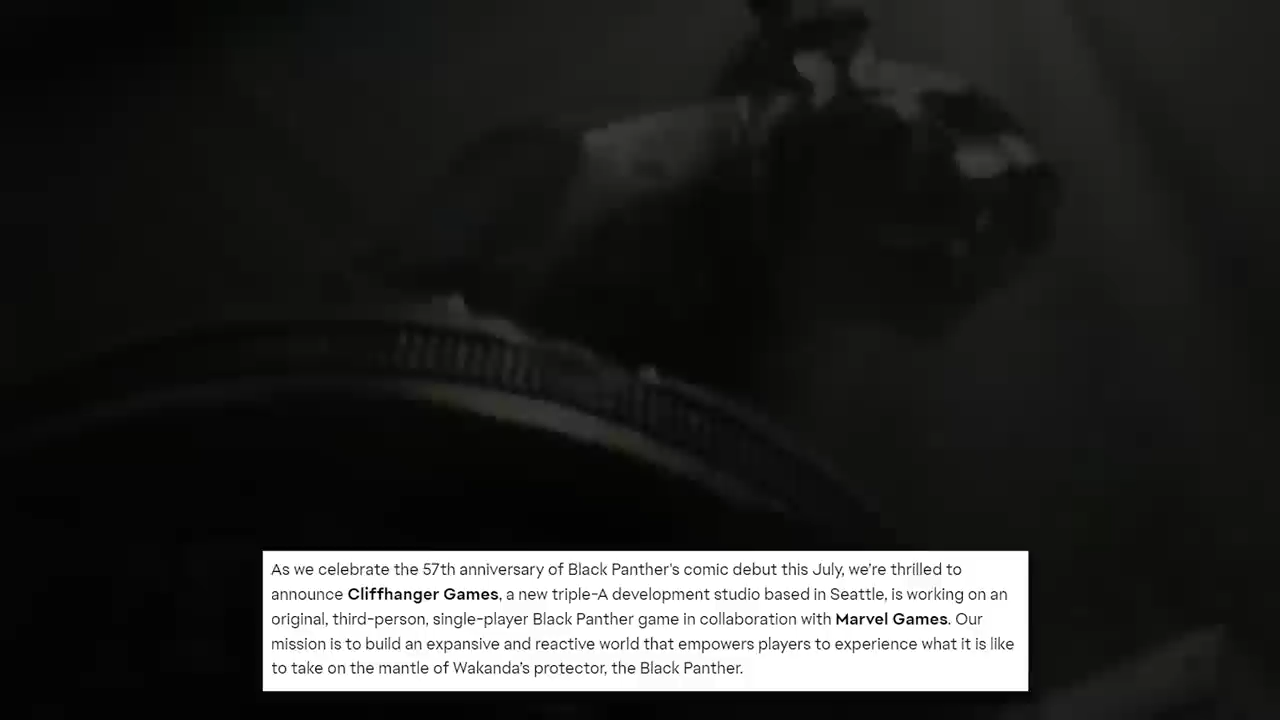 As we celebrate the 57th anniversary of Black Panther's comic debut this July, we're thrilled to
announce Cliffhanger Games, a new triple-A development studio based in Seattle, is working on an
original, third-person, single-player Black Panther game in collaboration with Marvel Games. Our
mission is to build an expansive and reactive world that empowers players to experience what it is like
to take on the mantle of Wakanda's protector, the Black Panther.